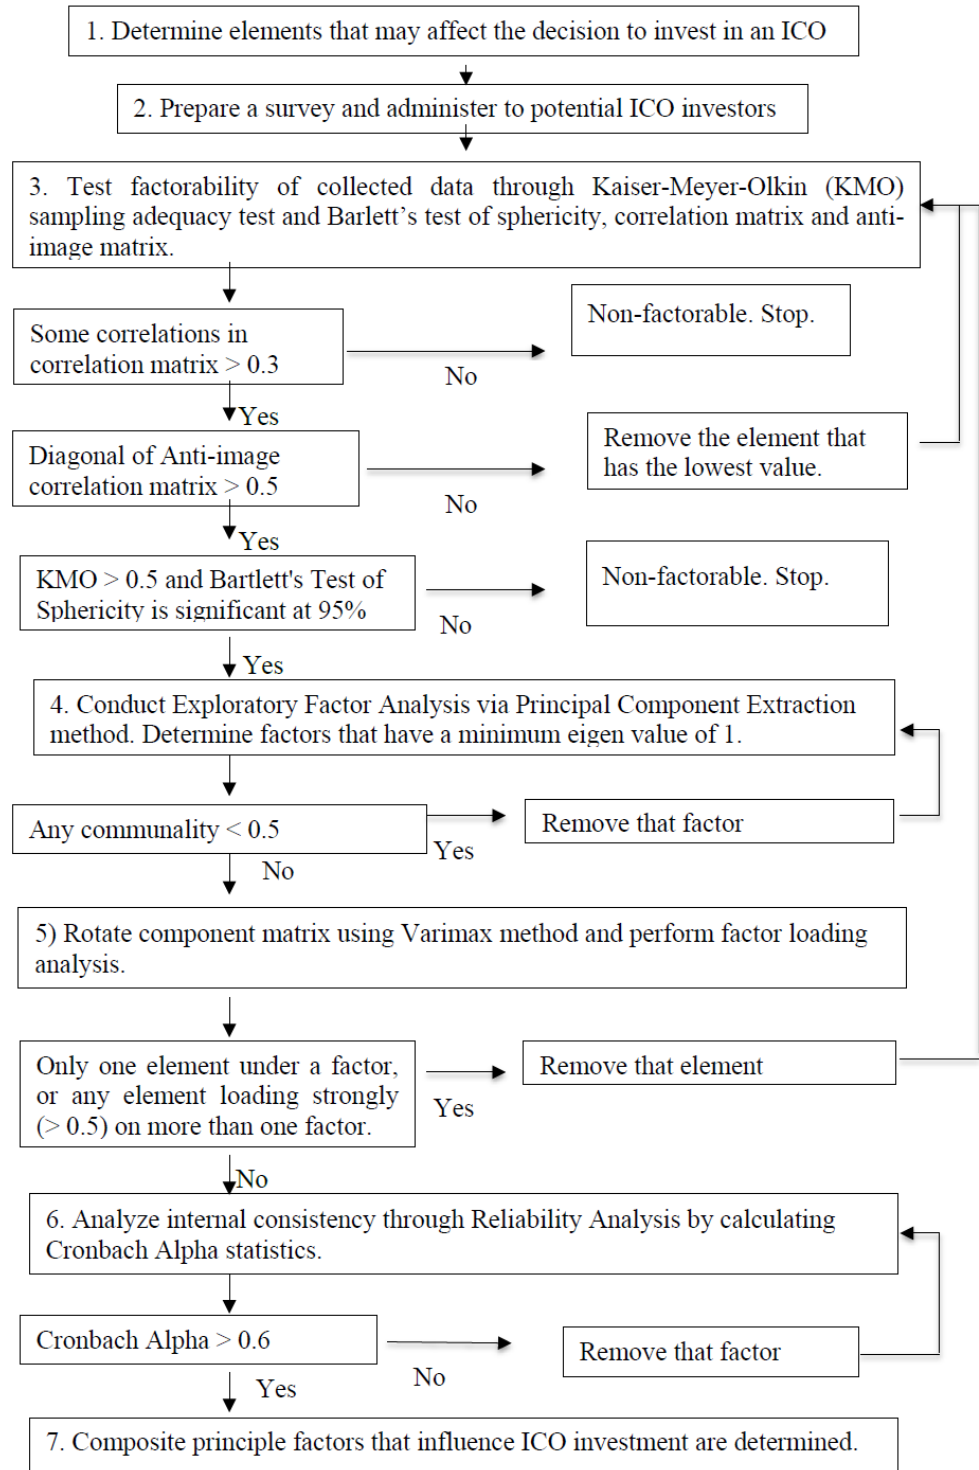 1. Determine elements that may affect the decision to invest in an ICO
2. Prepare a survey and administer to potential ICO investors
3. Test factorability of collected data through Kaiser-Meyer-Olkin (KMO)
sampling adequacy test and Barlett’s test of sphericity, correlation matrix and anti-
image matrix.
Some correlations in
correlation matrix > 0.3
No
Non-factorable. Stop.
Yes
Diagonal of Anti-image
correlation matrix > 0.5
No
Remove the element that
has the lowest value.
Yes
KMO > 0.5 and Bartlett's Test of
Sphericity is significant at 95%
No
Non-factorable. Stop.
Yes
4. Conduct Exploratory Factor Analysis via Principal Component Extraction
method. Determine factors that have a minimum eigen value of 1.
Any communality < 0.5
Yes
Remove that factor
No
5) Rotate component matrix using Varimax method and perform factor loading
analysis.
Only one element under a factor,
or any element loading strongly
(> 0.5) on more than one factor.
Yes
Remove that element
No
6. Analyze internal consistency through Reliability Analysis by calculating
Cronbach Alpha statistics.
Cronbach Alpha > 0.6
No
Remove that factor
Yes
7. Composite principle factors that influence ICO investment are determined.